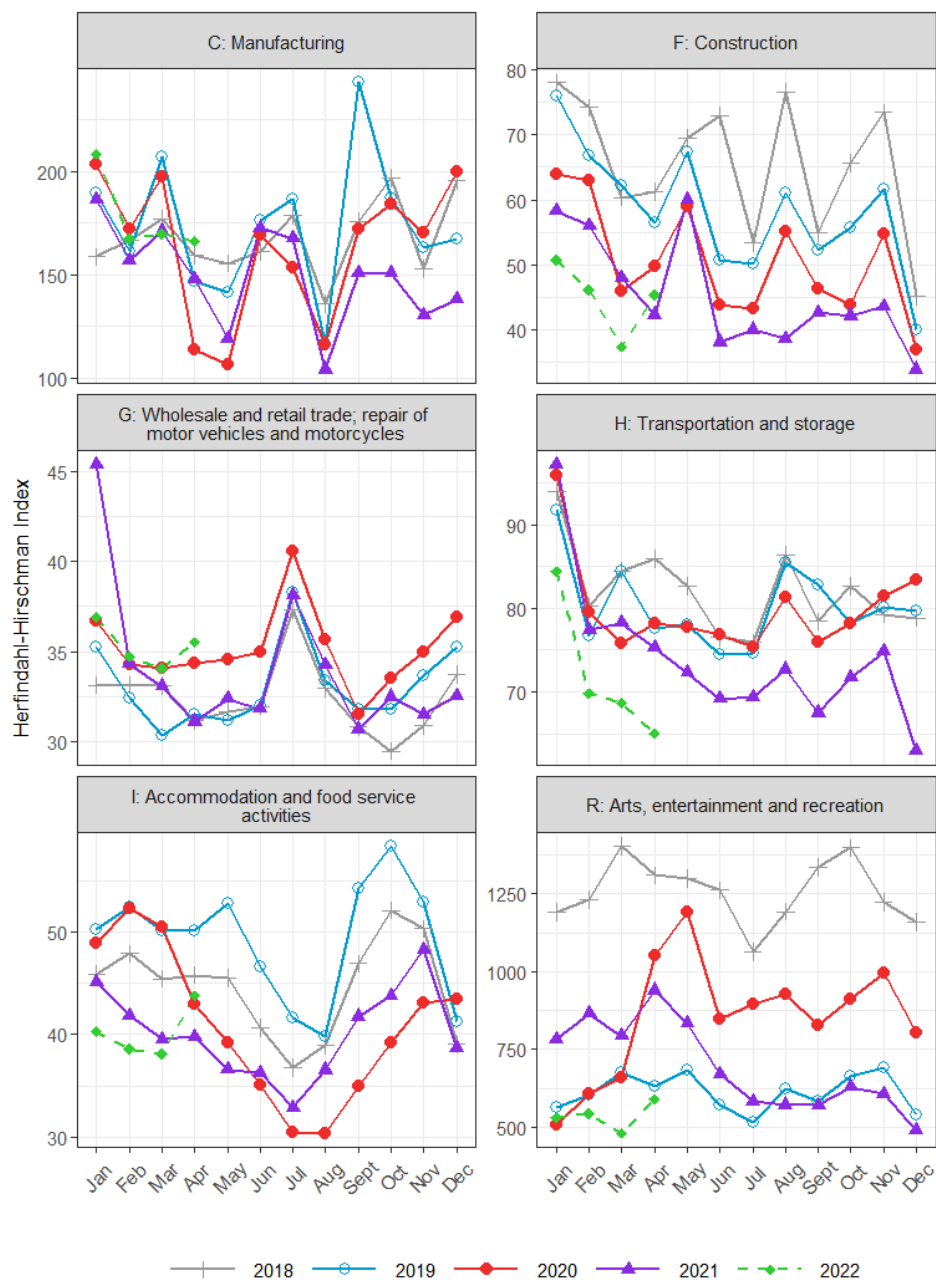 C: Manufacturing
F: Construction
80
200
70
60
150
50
40
100
G: Wholesale and retail trade; repair of
motor vehicles and motorcycles
H: Transportation and storage
Herfindahl-Hirschman Index
45
90
40
80
35
70
30
I: Accommodation and food service
activities
R: Arts, entertainment and recreation
1250
50
1000
40
750
500
30
Jan Feb Mar Apr May Jun Jul Aug Sept Oct Nov Dec
Jan Feb Mar Apr May Jun Jul Aug Sept Oct Nov Dec
2018 2019 2020 2021 2022